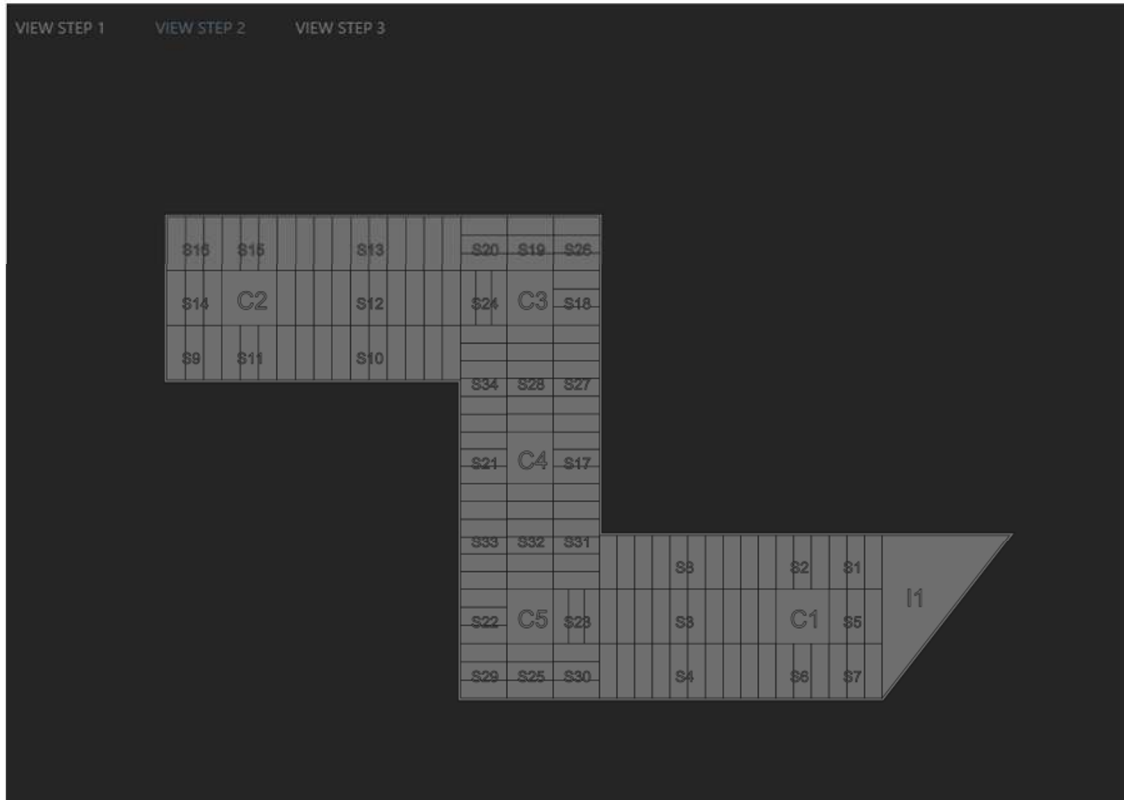 VIEW STEP 1 VIEW STEP 2 VIEW STEP 3
S16 S15 S13 S20 S19 S26
S14 C2 S12 S24 C3 S18
S9 S11 S10
S34 S28 S27
S21 C4 S17
S33 S32 S31
S8 S2 S1
I1
S22 C5 S23 S3 C1 S5
S29 S25 S30 S4 S6 S7